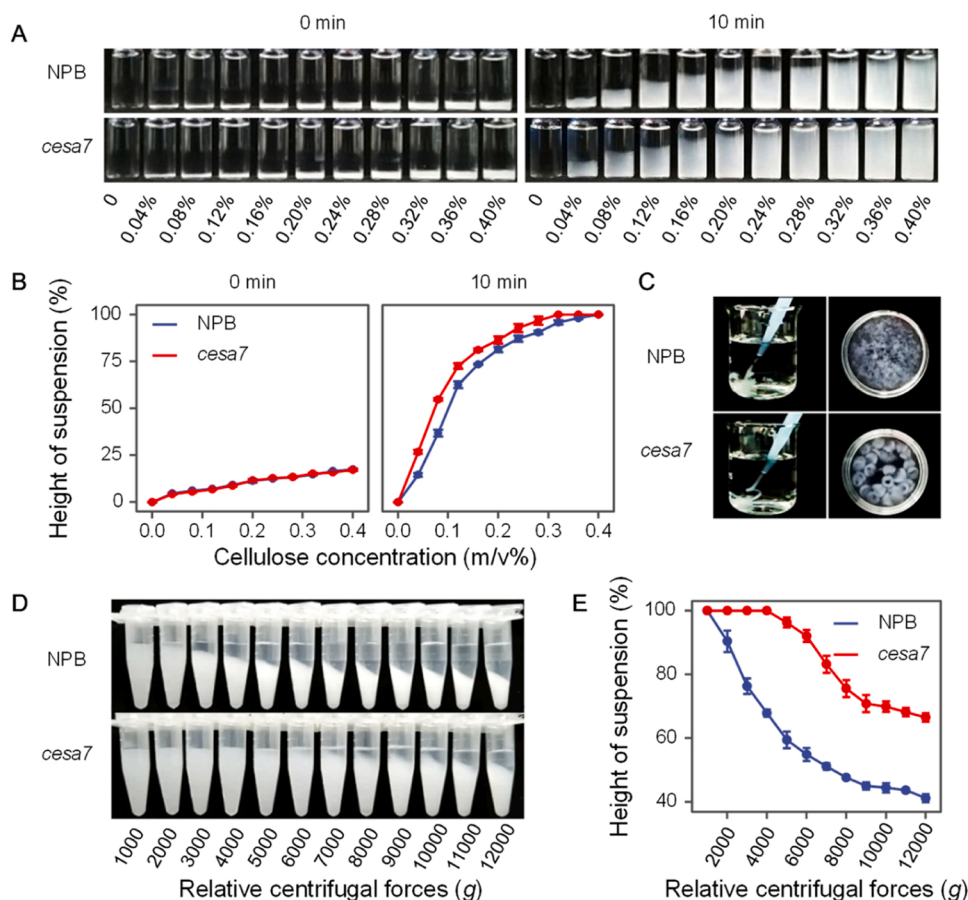 A
0 min
10 min
NPB
cesa7
0
0.04%
0.08%
0.12%
0.16%
0.20%
0.24%
0.28%
0.32%
0.36%
0.40%
0
0.04%
0.08%
0.12%
0.16%
0.20%
0.24%
0.28%
0.32%
0.36%
0.40%
B
0 min
10 min
Height of suspension (%)
100
75
50
25
0
NPB
cesa7
0.0
0.1
0.2
0.3
0.4
0.0
0.1
0.2
0.3
0.4
Cellulose concentration (m/v%)
C
NPB
cesa7
D
NPB
cesa7
1000
2000
3000
4000
5000
6000
7000
8000
9000
10000
11000
12000
Relative centrifugal forces (g)
E
Height of suspension (%)
100
80
60
40
NPB
cesa7
2000
4000
6000
8000
10000
12000
Relative centrifugal forces (g)